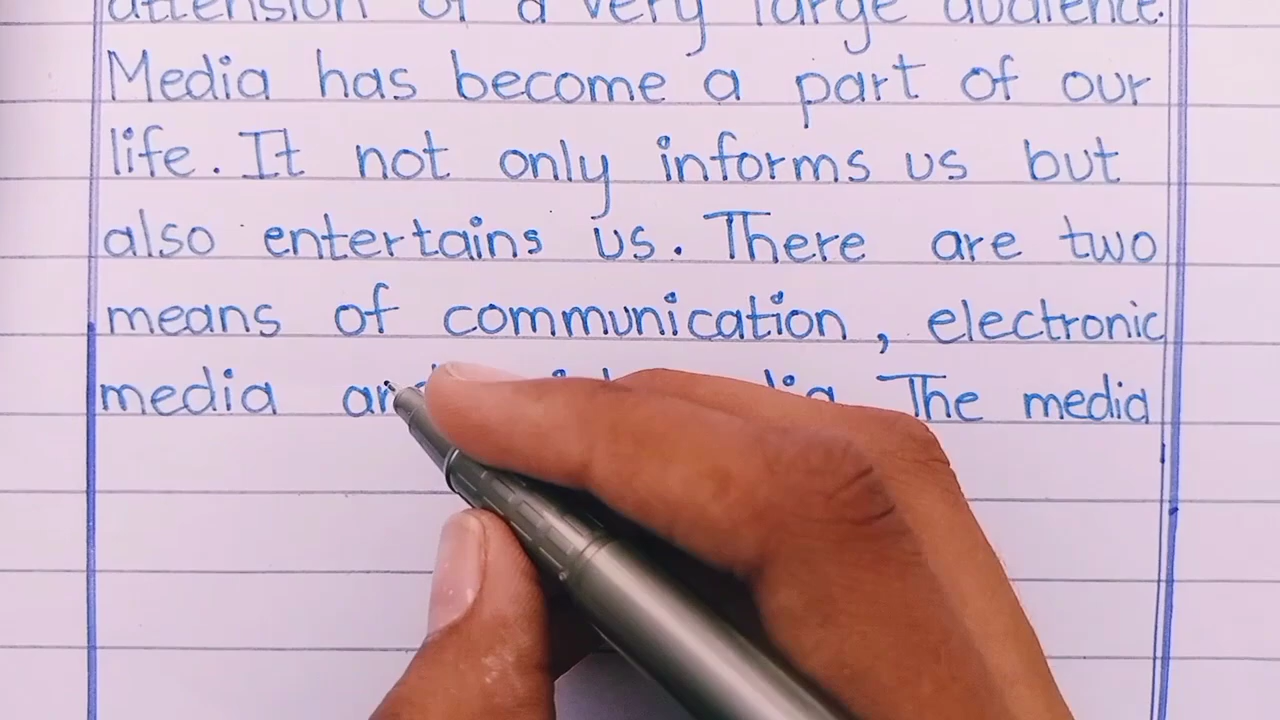 attension of a very large audience.
Media has become a part of our
life. It not only informs us but
also entertains us. There are two
means of communication, electronic
media and The media